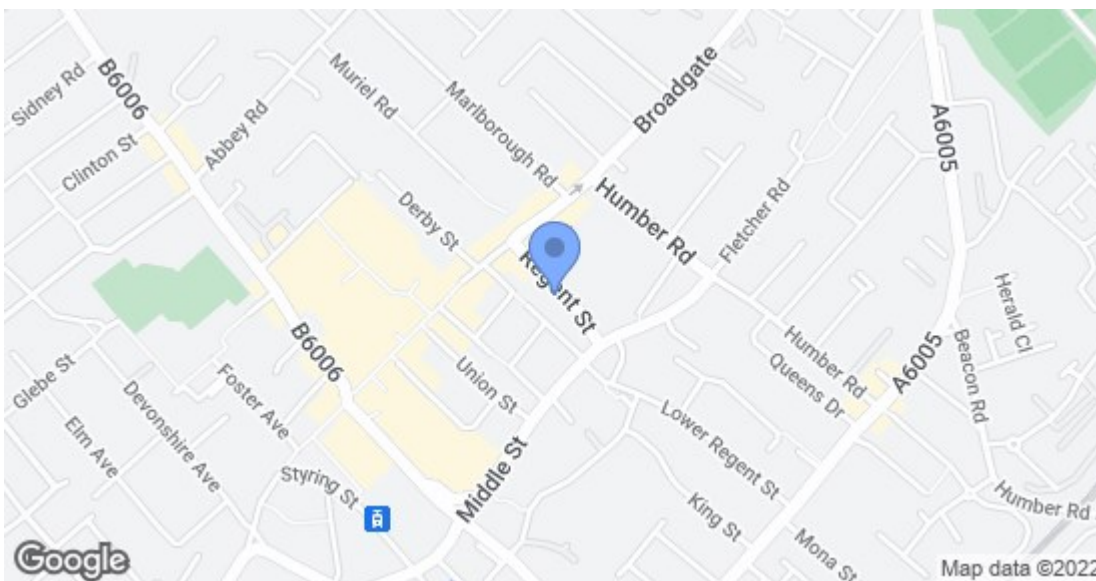 B6006
Sidney Rd
Clinton St
Abbey Rd
Muriel Rd
Marlborough Rd
Broadgate
A6005
Humber Rd
Fletcher Rd
Derby St
Regent St
B6006
Union St
Glebe St
Elm Ave
Devonshire Ave
Foster Ave
Styring St
Middle St
Lower Regent St
King St
Mona St
Humber Rd
Queens Dr
A6005
Beacon Rd
Herald Cl
Humber Rd
Google
Map data ©2022